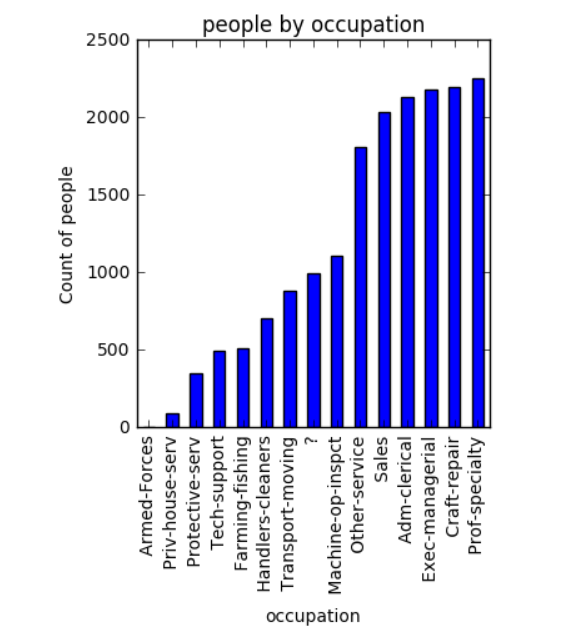 people by occupation
2500
2000
1500
1000
500
0
Count of people
Armed-Forces
Priv-house-serv
Protective-serv
Tech-support
Farming-fishing
Handlers-cleaners
Transport-moving
?
Machine-op-inspct
Other-service
Sales
Adm-clerical
Exec-managerial
Craft-repair
Prof-specialty
occupation